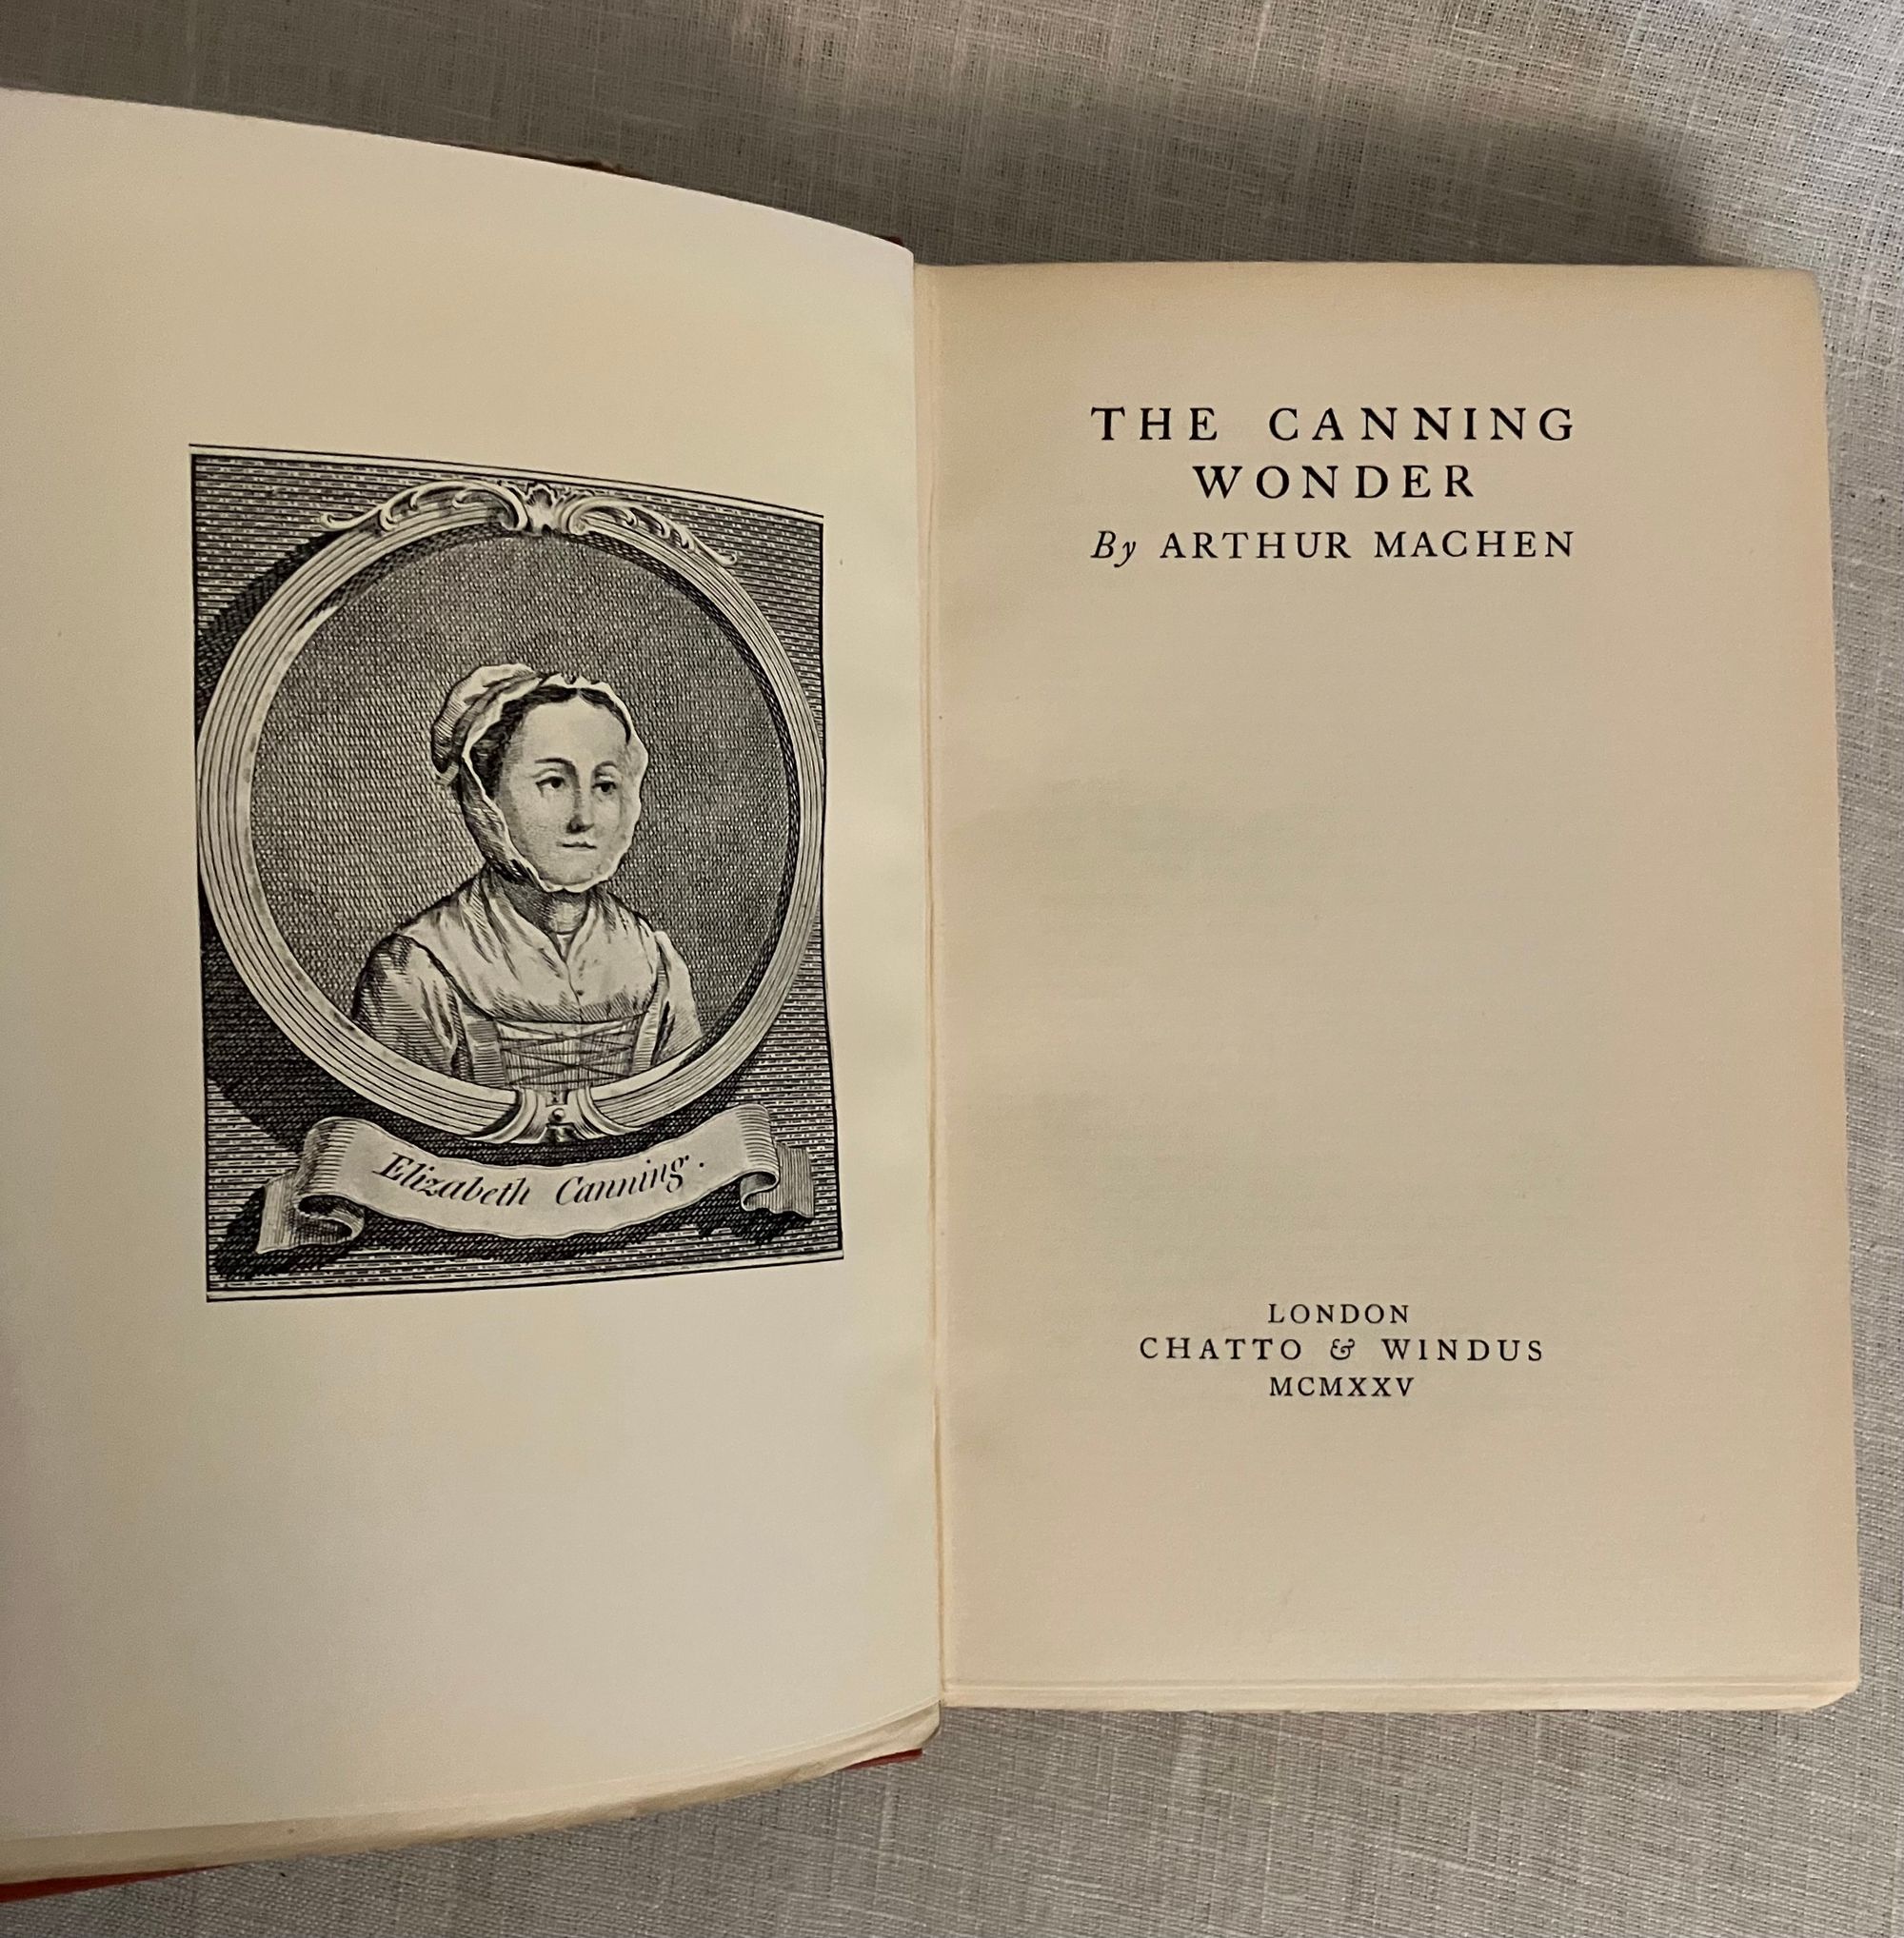 Elizabeth Canning.
THE CANNING
WONDER
By ARTHUR MACHEN
LONDON
CHATTO & WINDUS
MCMXXV